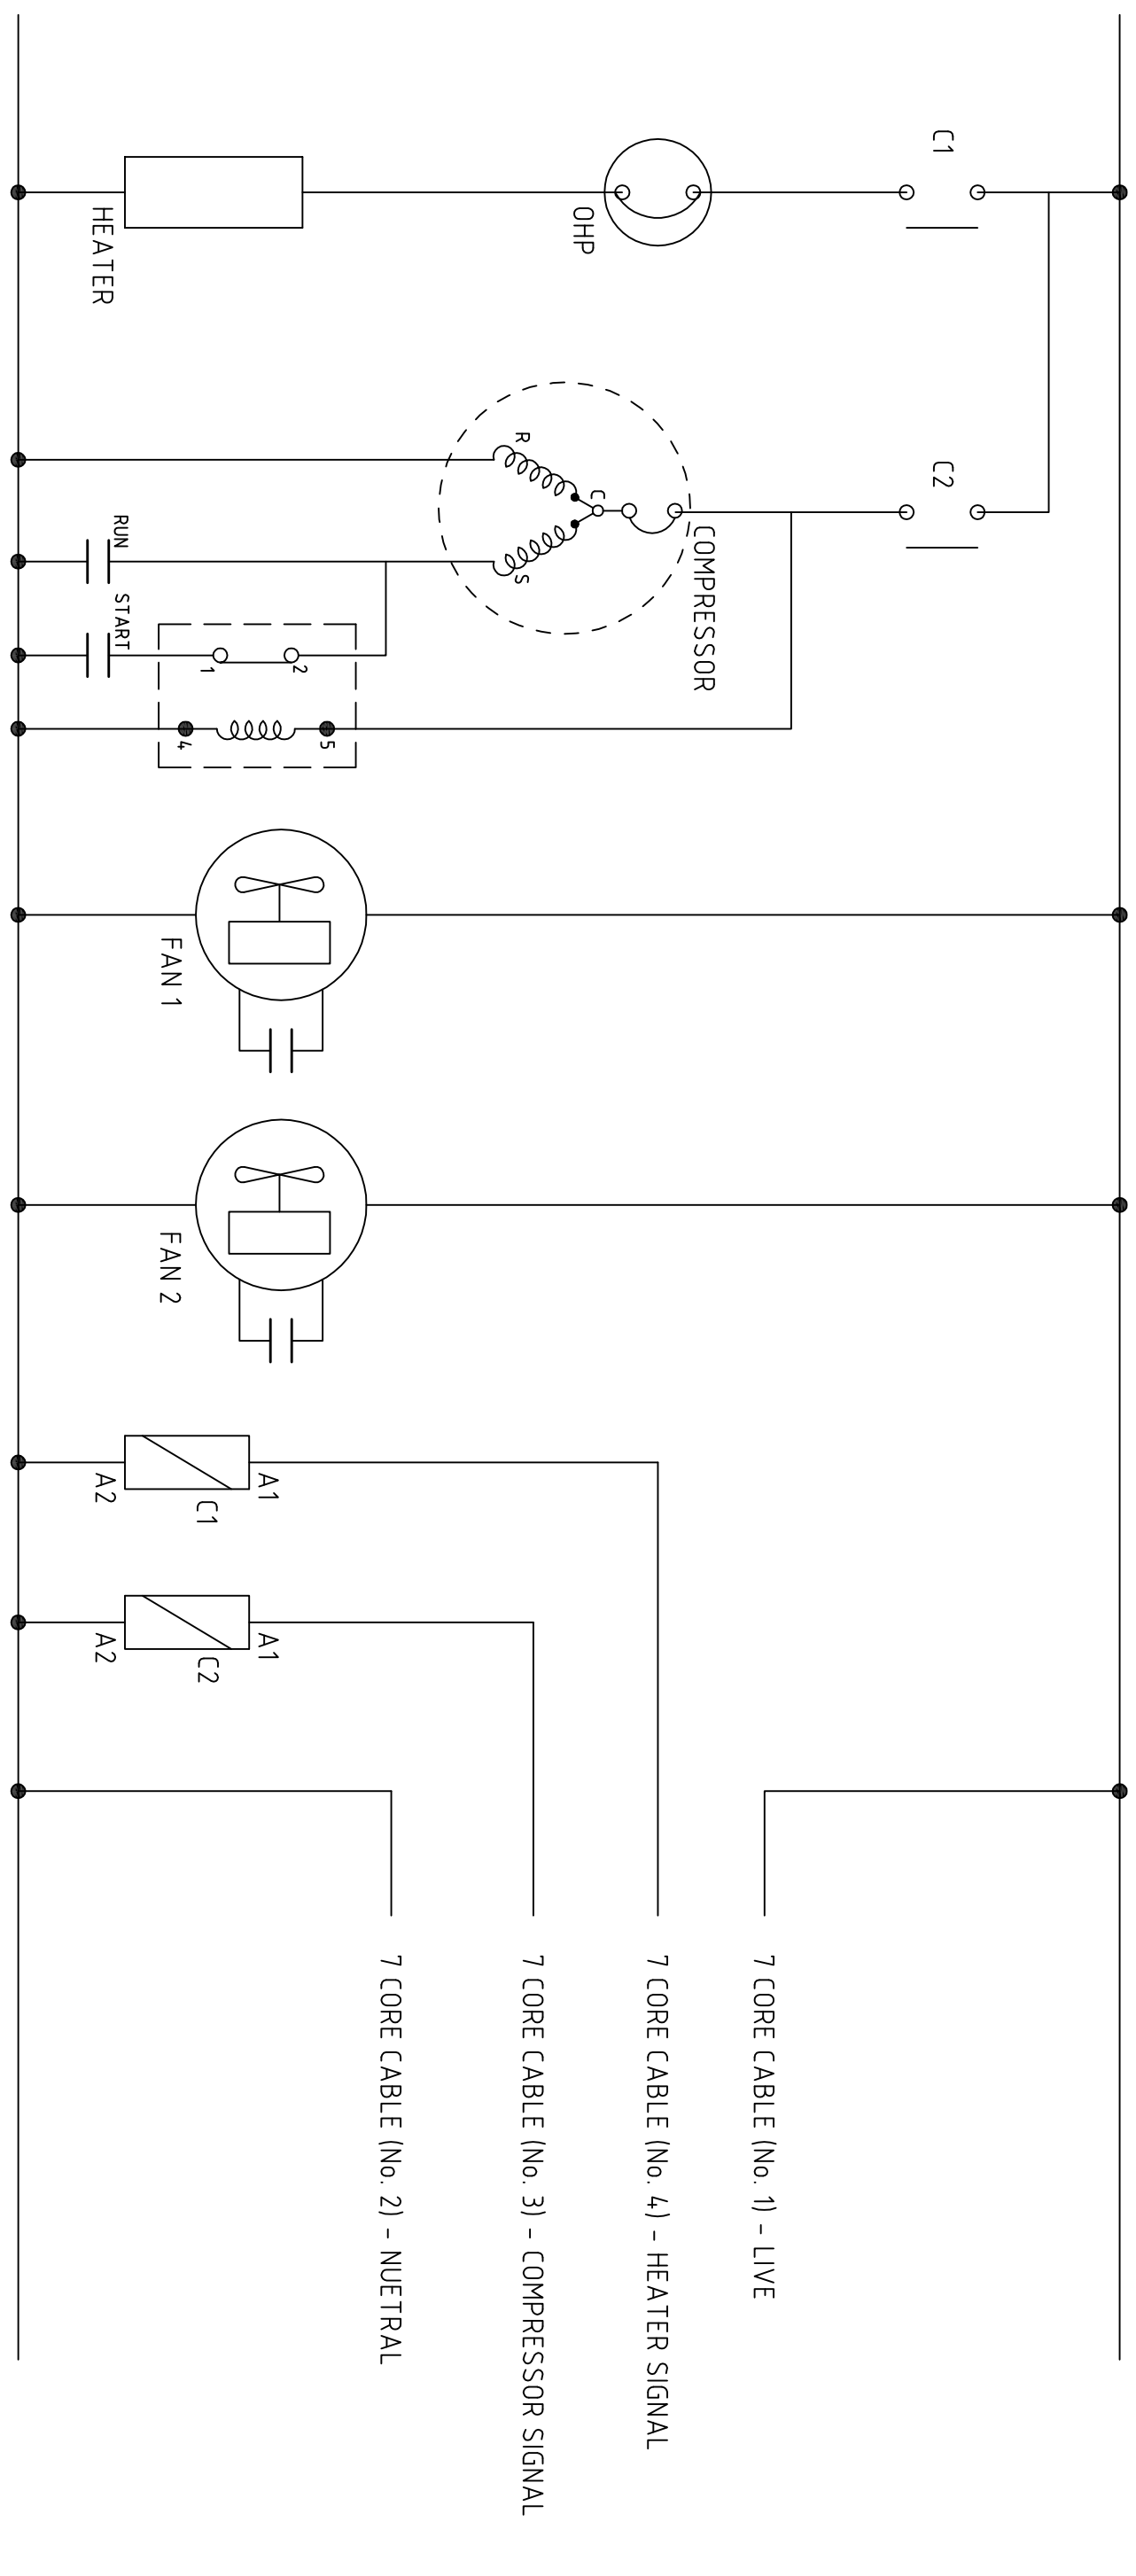 C1
OHP
HEATER
C2
COMPRESSOR
R
C
S
RUN
START
1
2
4
5
FAN 1
FAN 2
A1
C1
A2
A1
C2
A2
7 CORE CABLE (No. 1) - LIVE
7 CORE CABLE (No. 4) - HEATER SIGNAL
7 CORE CABLE (No. 3) - COMPRESSOR SIGNAL
7 CORE CABLE (No. 2) - NUETRAL